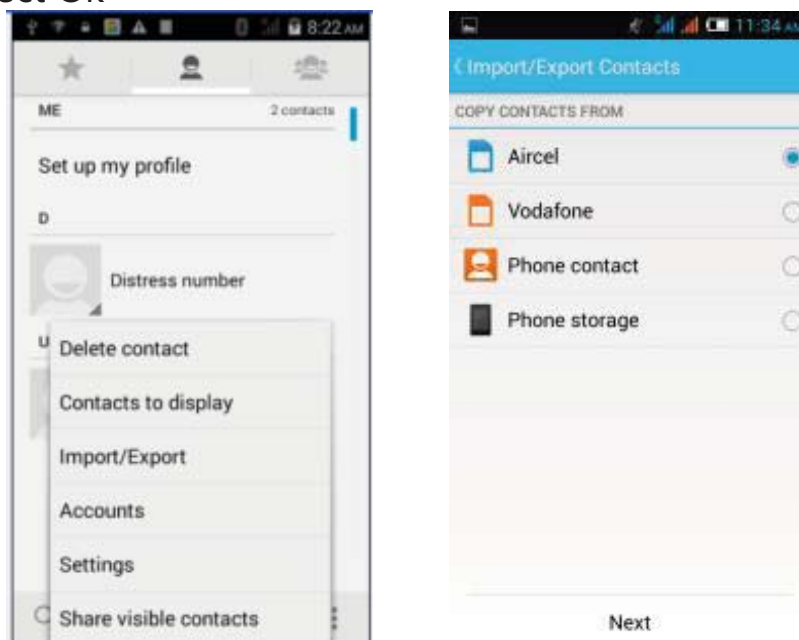 8:22 AM
ME 2 contacts
Set up my profile
D
Distress number
U
Delete contact
Contacts to display
Import/Export
Accounts
Settings
Share visible contacts
11:34 AM
Import/Export Contacts
COPY CONTACTS FROM
Aircel
Vodafone
Phone contact
Phone storage
Next